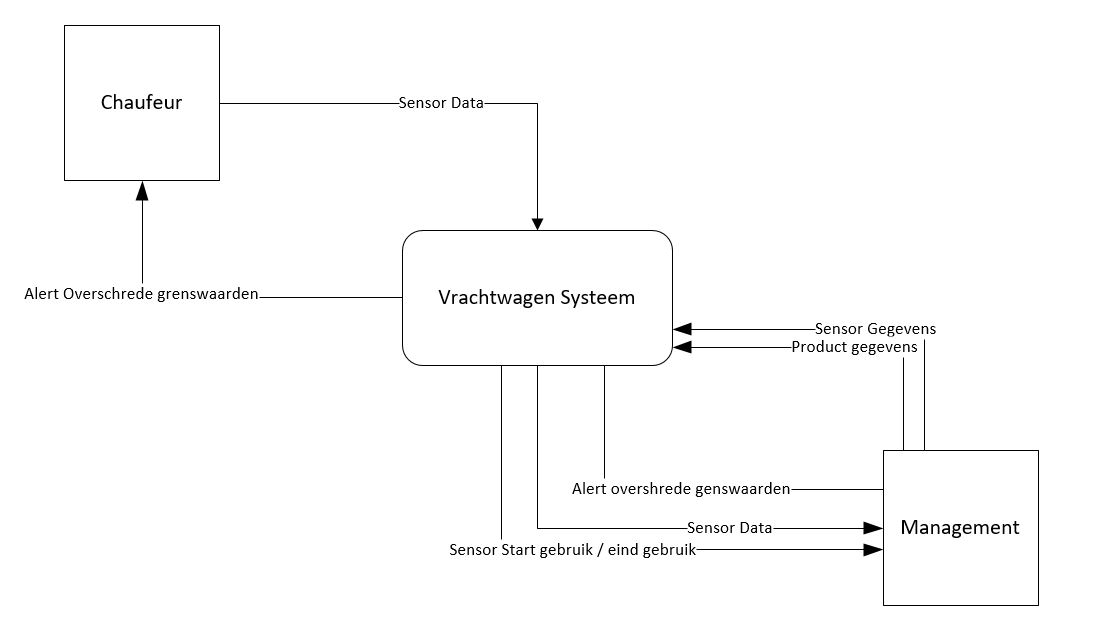 Chaufeur
Sensor Data
Alert Overschrede grenswaarden
Vrachtwagen Systeem
Sensor Gegevens
Product gegevens
Alert overshrede genswaarden
Sensor Data
Management
Sensor Start gebruik / eind gebruik